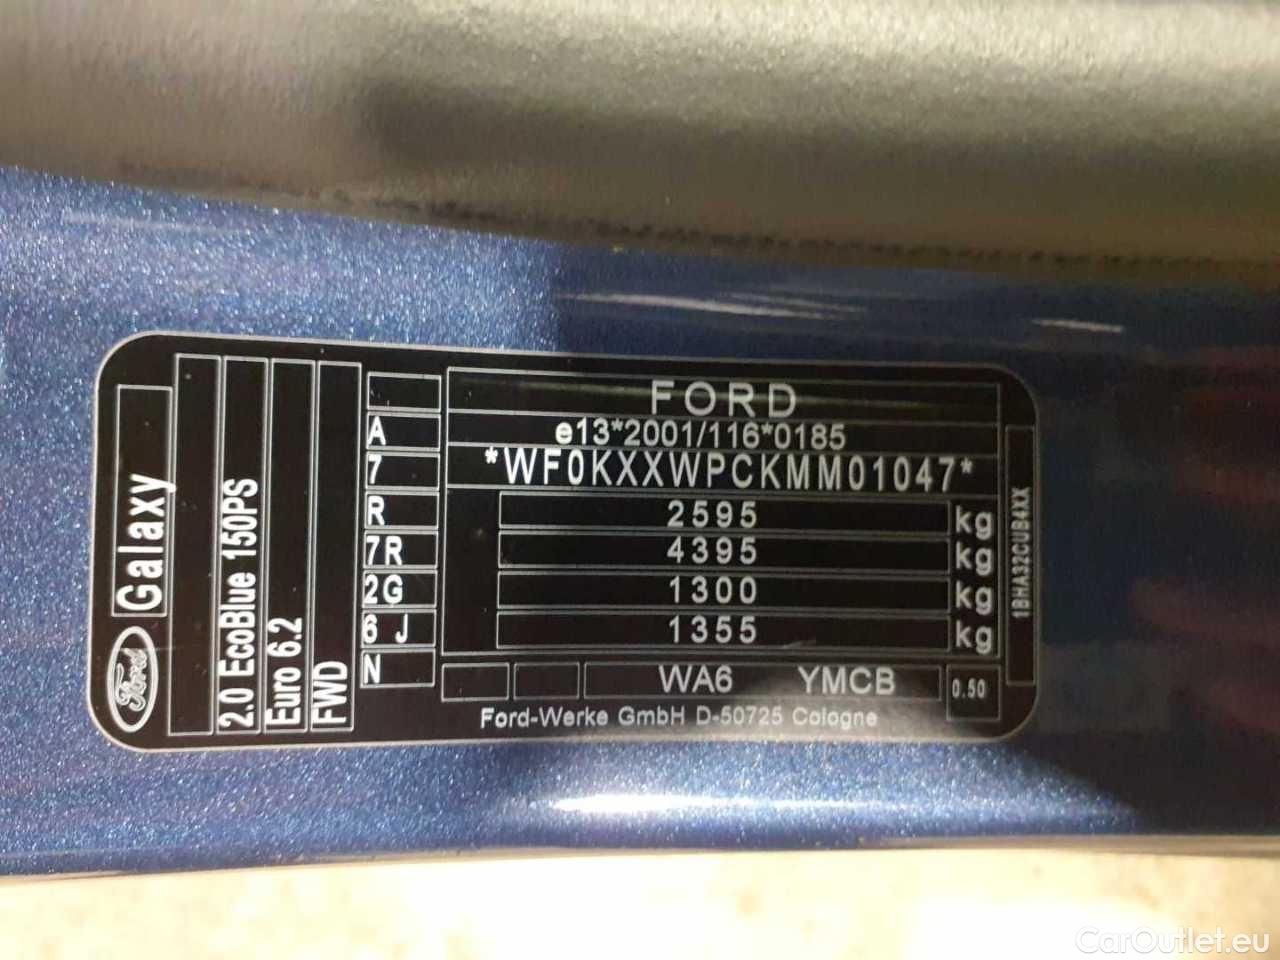 FORD
e13*2001/116*0185
*WF0KXXWPCKMM01047*
2595 kg
4395 kg
1300 kg
1355 kg
WA6 YMCB
0.50
Ford-Werke GmbH D-50725 Cologne
A
7
R
7R
2G
6 J
N
Ford Galaxy
2.0 EcoBlue 150PS
Euro 6.2
FWD
1BHA32CUB4XX
CarOutlet.eu